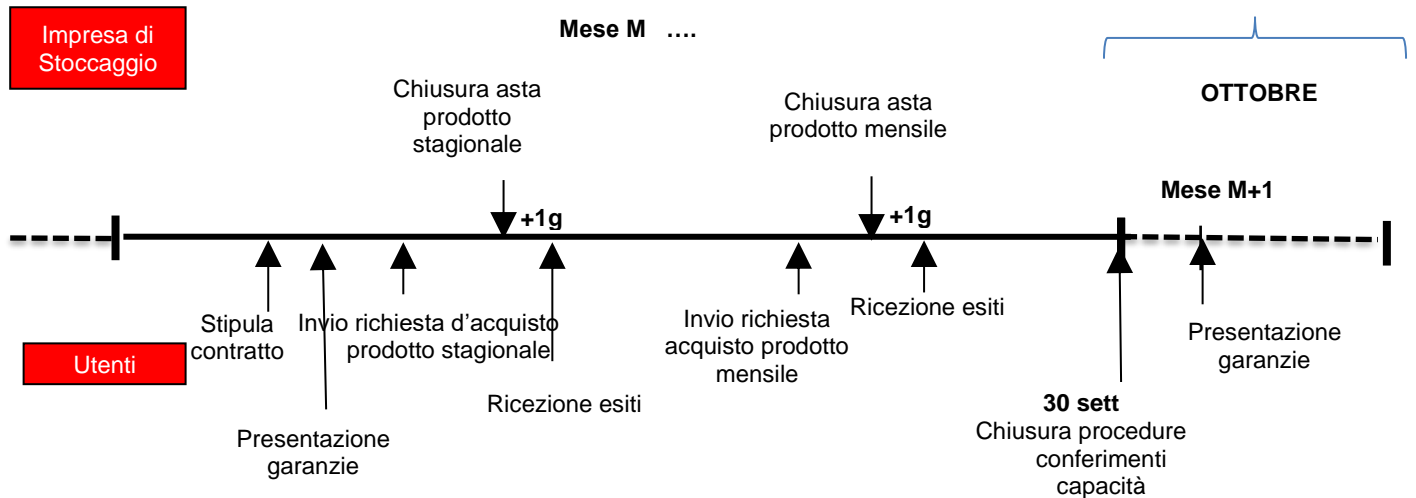 Impresa di
Stoccaggio
Mese M ....
OTTOBRE
Chiusura asta
prodotto
stagionale
Chiusura asta
prodotto mensile
Mese M+1
+1g
+1g
Stipula
contratto
Invio richiesta d’acquisto
prodotto stagionale
Invio richiesta
acquisto prodotto
mensile
Ricezione esiti
Presentazione
garanzie
Utenti
Ricezione esiti
30 sett
Chiusura procedure
conferimenti
capacità
Presentazione
garanzie